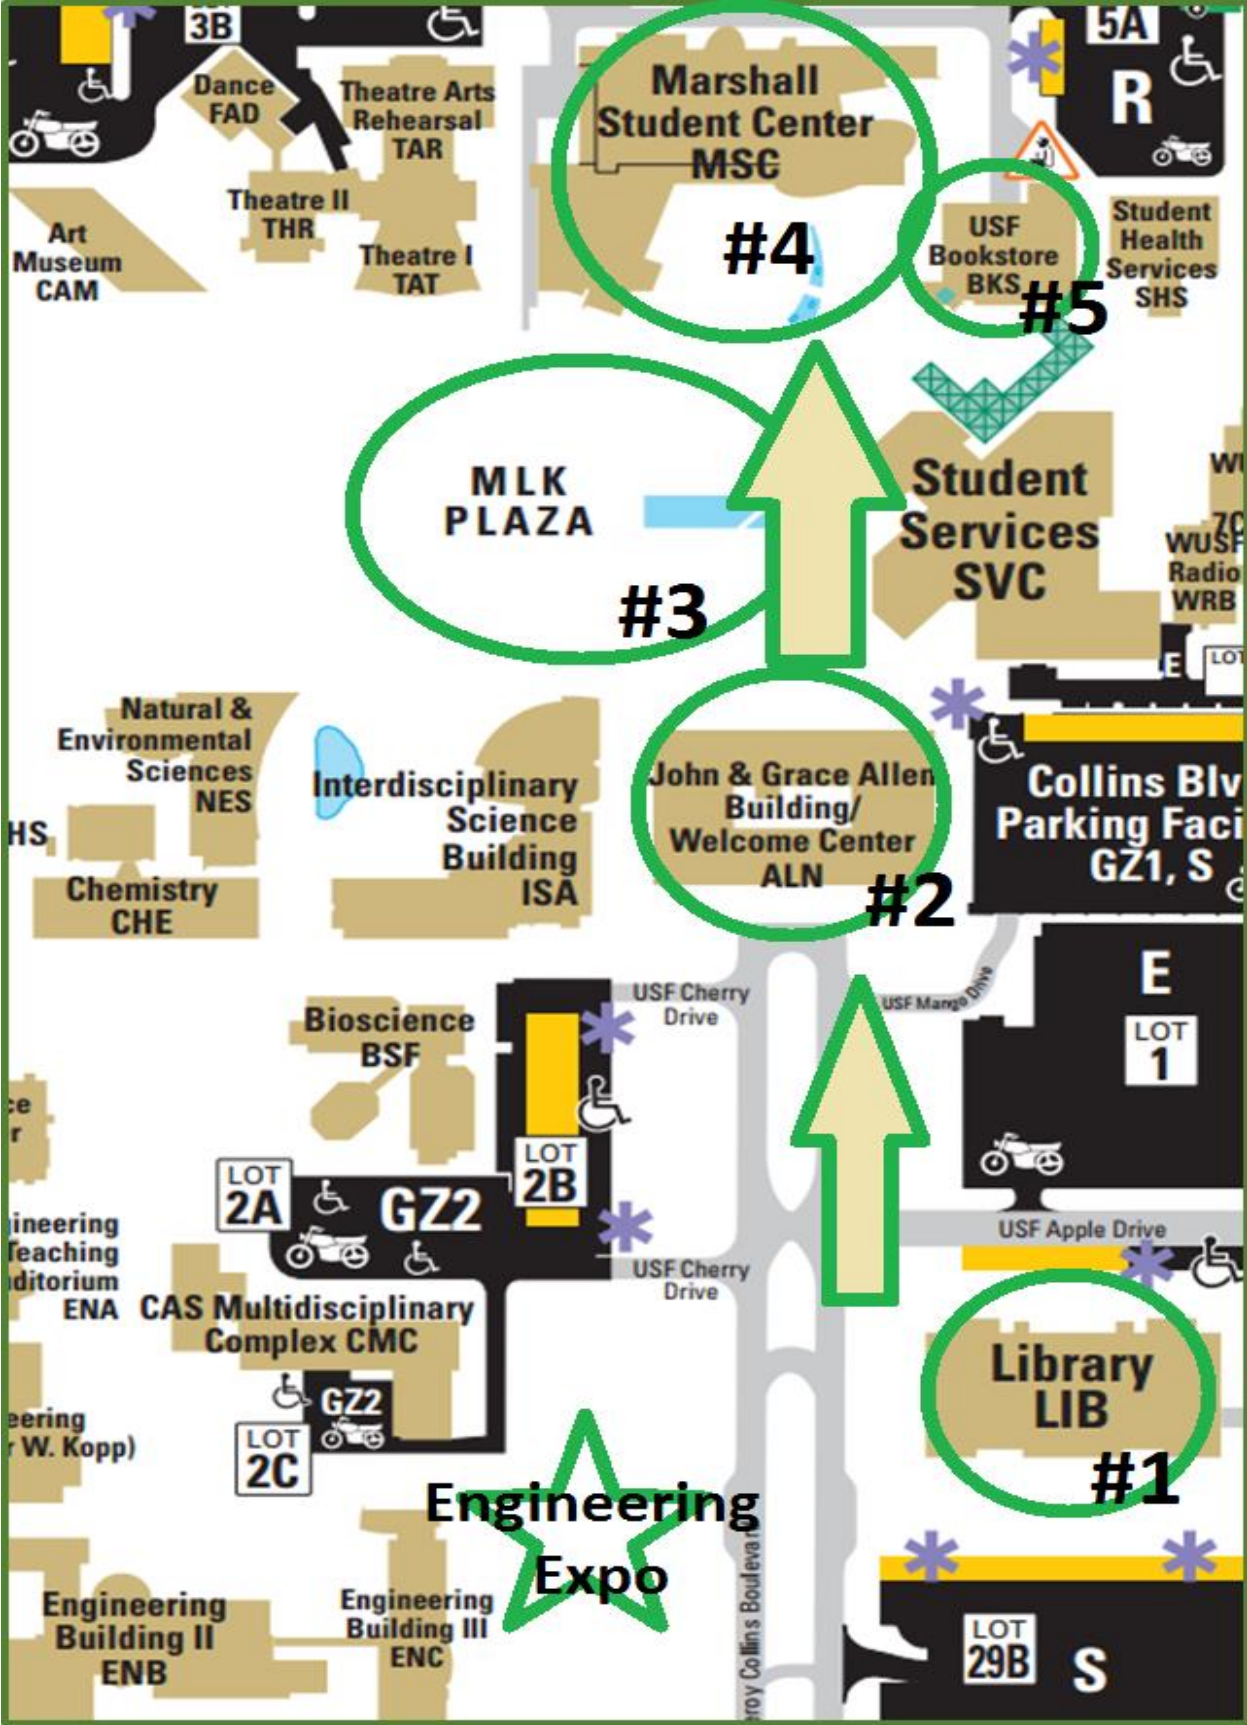 3B
5A
R
Dance
FAD
Theatre Arts
Rehearsal
TAR
Marshall
Student Center
MSC
#4
Theatre II
THR
Theatre I
TAT
Art
Museum
CAM
USF
Bookstore
BKS
#5
Student
Health
Services
SHS
MLK
PLAZA
#3
Student
Services
SVC
WUSF
Radio
WRB
E
LOT
Natural &
Environmental
Sciences
NES
Interdisciplinary
Science
Building
ISA
John & Grace Allen
Building/
Welcome Center
ALN
#2
Collins Blv
Parking Faci
GZ1, S
HS
Chemistry
CHE
USF Cherry
Drive
USF Mango Drive
E
LOT
1
Bioscience
BSF
LOT
2B
LOT
2A
GZ2
USF Apple Drive
USF Cherry
Drive
ce
r
ineering
Teaching
ditorium
ENA
CAS Multidisciplinary
Complex CMC
GZ2
LOT
2C
eering
r W. Kopp)
Library
LIB
#1
Engineering
Expo
eroy Collins Boulevard
Engineering
Building II
ENB
Engineering
Building III
ENC
LOT
29B
S